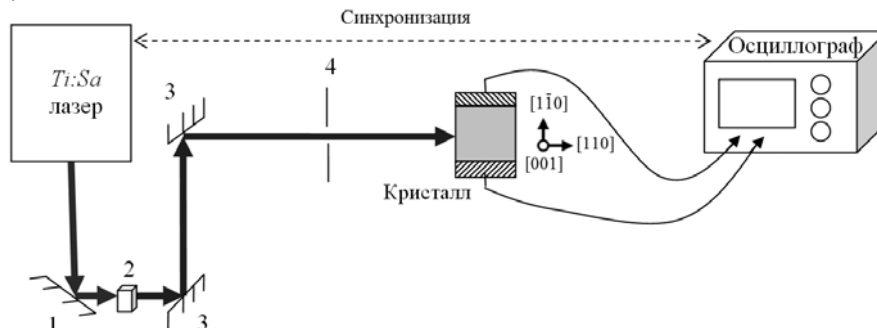 Синхронизация
Ti:Sa
лазер
Осциллограф
3
4
[11̄0]
[110]
[001]
Кристалл
2
1
3